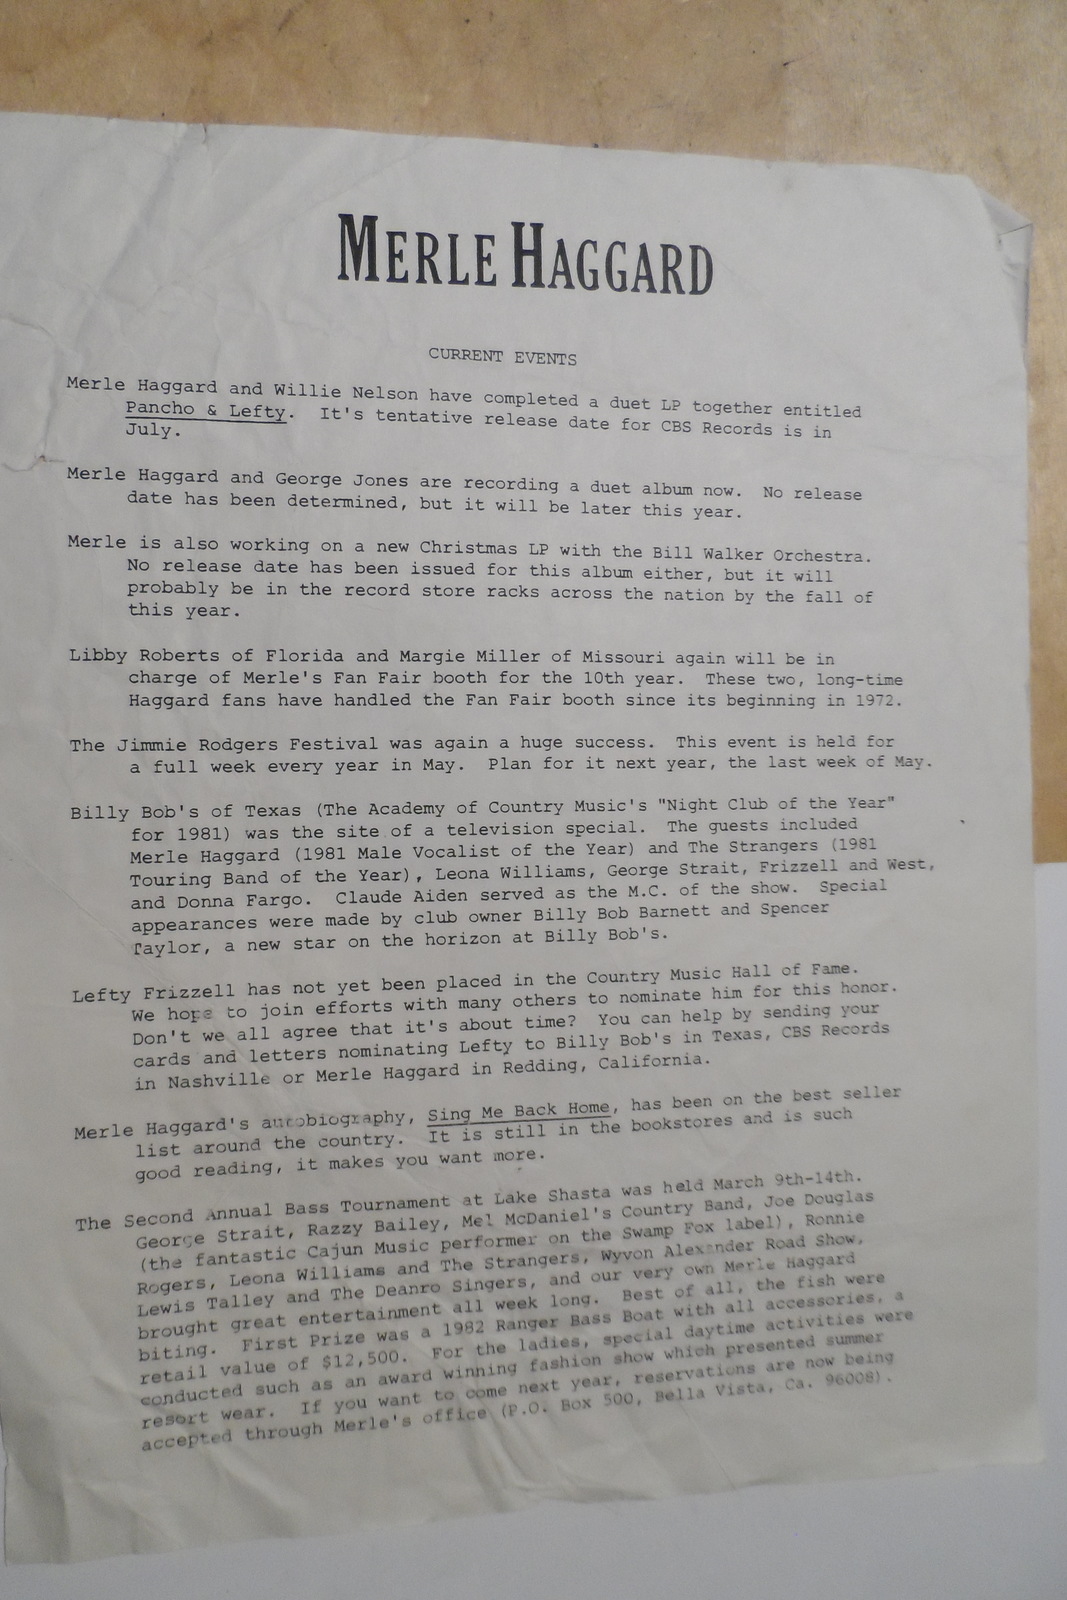 MERLE HAGGARD
CURRENT EVENTS
Merle Haggard and Willie Nelson have completed a duet LP together entitled
Pancho & Lefty. It's tentative release date for CBS Records is in
July.
Merle Haggard and George Jones are recording a duet album now. No release
date has been determined, but it will be later this year.
Merle is also working on a new Christmas LP with the Bill Walker Orchestra.
No release date has been issued for this album either, but it will
probably be in the record store racks across the nation by the fall of
this year.
Libby Roberts of Florida and Margie Miller of Missouri again will be in
charge of Merle's Fan Fair booth for the 10th year. These two, long-time
Haggard fans have handled the Fan Fair booth since its beginning in 1972.
The Jimmie Rodgers Festival was again a huge success. This event is held for
a full week every year in May. Plan for it next year, the last week of May.
Billy Bob's of Texas (The Academy of Country Music's "Night Club of the Year"
for 1981) was the site of a television special. The guests included
Merle Haggard (1981 Male Vocalist of the Year) and The Strangers (1981
Touring Band of the Year), Leona Williams, George Strait, Frizzell and West,
and Donna Fargo. Claude Aiden served as the M.C. of the show. Special
appearances were made by club owner Billy Bob Barnett and Spencer
Taylor, a new star on the horizon at Billy Bob's.
Lefty Frizzell has not yet been placed in the Country Music Hall of Fame.
We hope to join efforts with many others to nominate him for this honor.
Don't we all agree that it's about time? You can help by sending your
cards and letters nominating Lefty to Billy Bob's in Texas, CBS Records
in Nashville or Merle Haggard in Redding, California.
Merle Haggard's autobiography, Sing Me Back Home, has been on the best seller
list around the country. It is still in the bookstores and is such
good reading, it makes you want more.
The Second Annual Bass Tournament at Lake Shasta was held March 9th-14th.
George Strait, Razzy Bailey, Mel McDaniel's Country Band, Joe Douglas
(the fantastic Cajun Music performer on the Swamp Fox label), Ronnie
Rogers, Leona Williams and The Strangers, Wyvon Alexander Road Show,
Lewis Talley and The Deanro Singers, and our very own Merle Haggard
brought great entertainment all week long. Best of all, the fish were
biting. First Prize was a 1982 Ranger Bass Boat with all accessories, a
retail value of $12,500. For the ladies, special daytime activities were
conducted such as an award winning fashion show which presented summer
resort wear. If you want to come next year, reservations are now being
accepted through Merle's office (P.O. Box 500, Bella Vista, Ca. 96008).